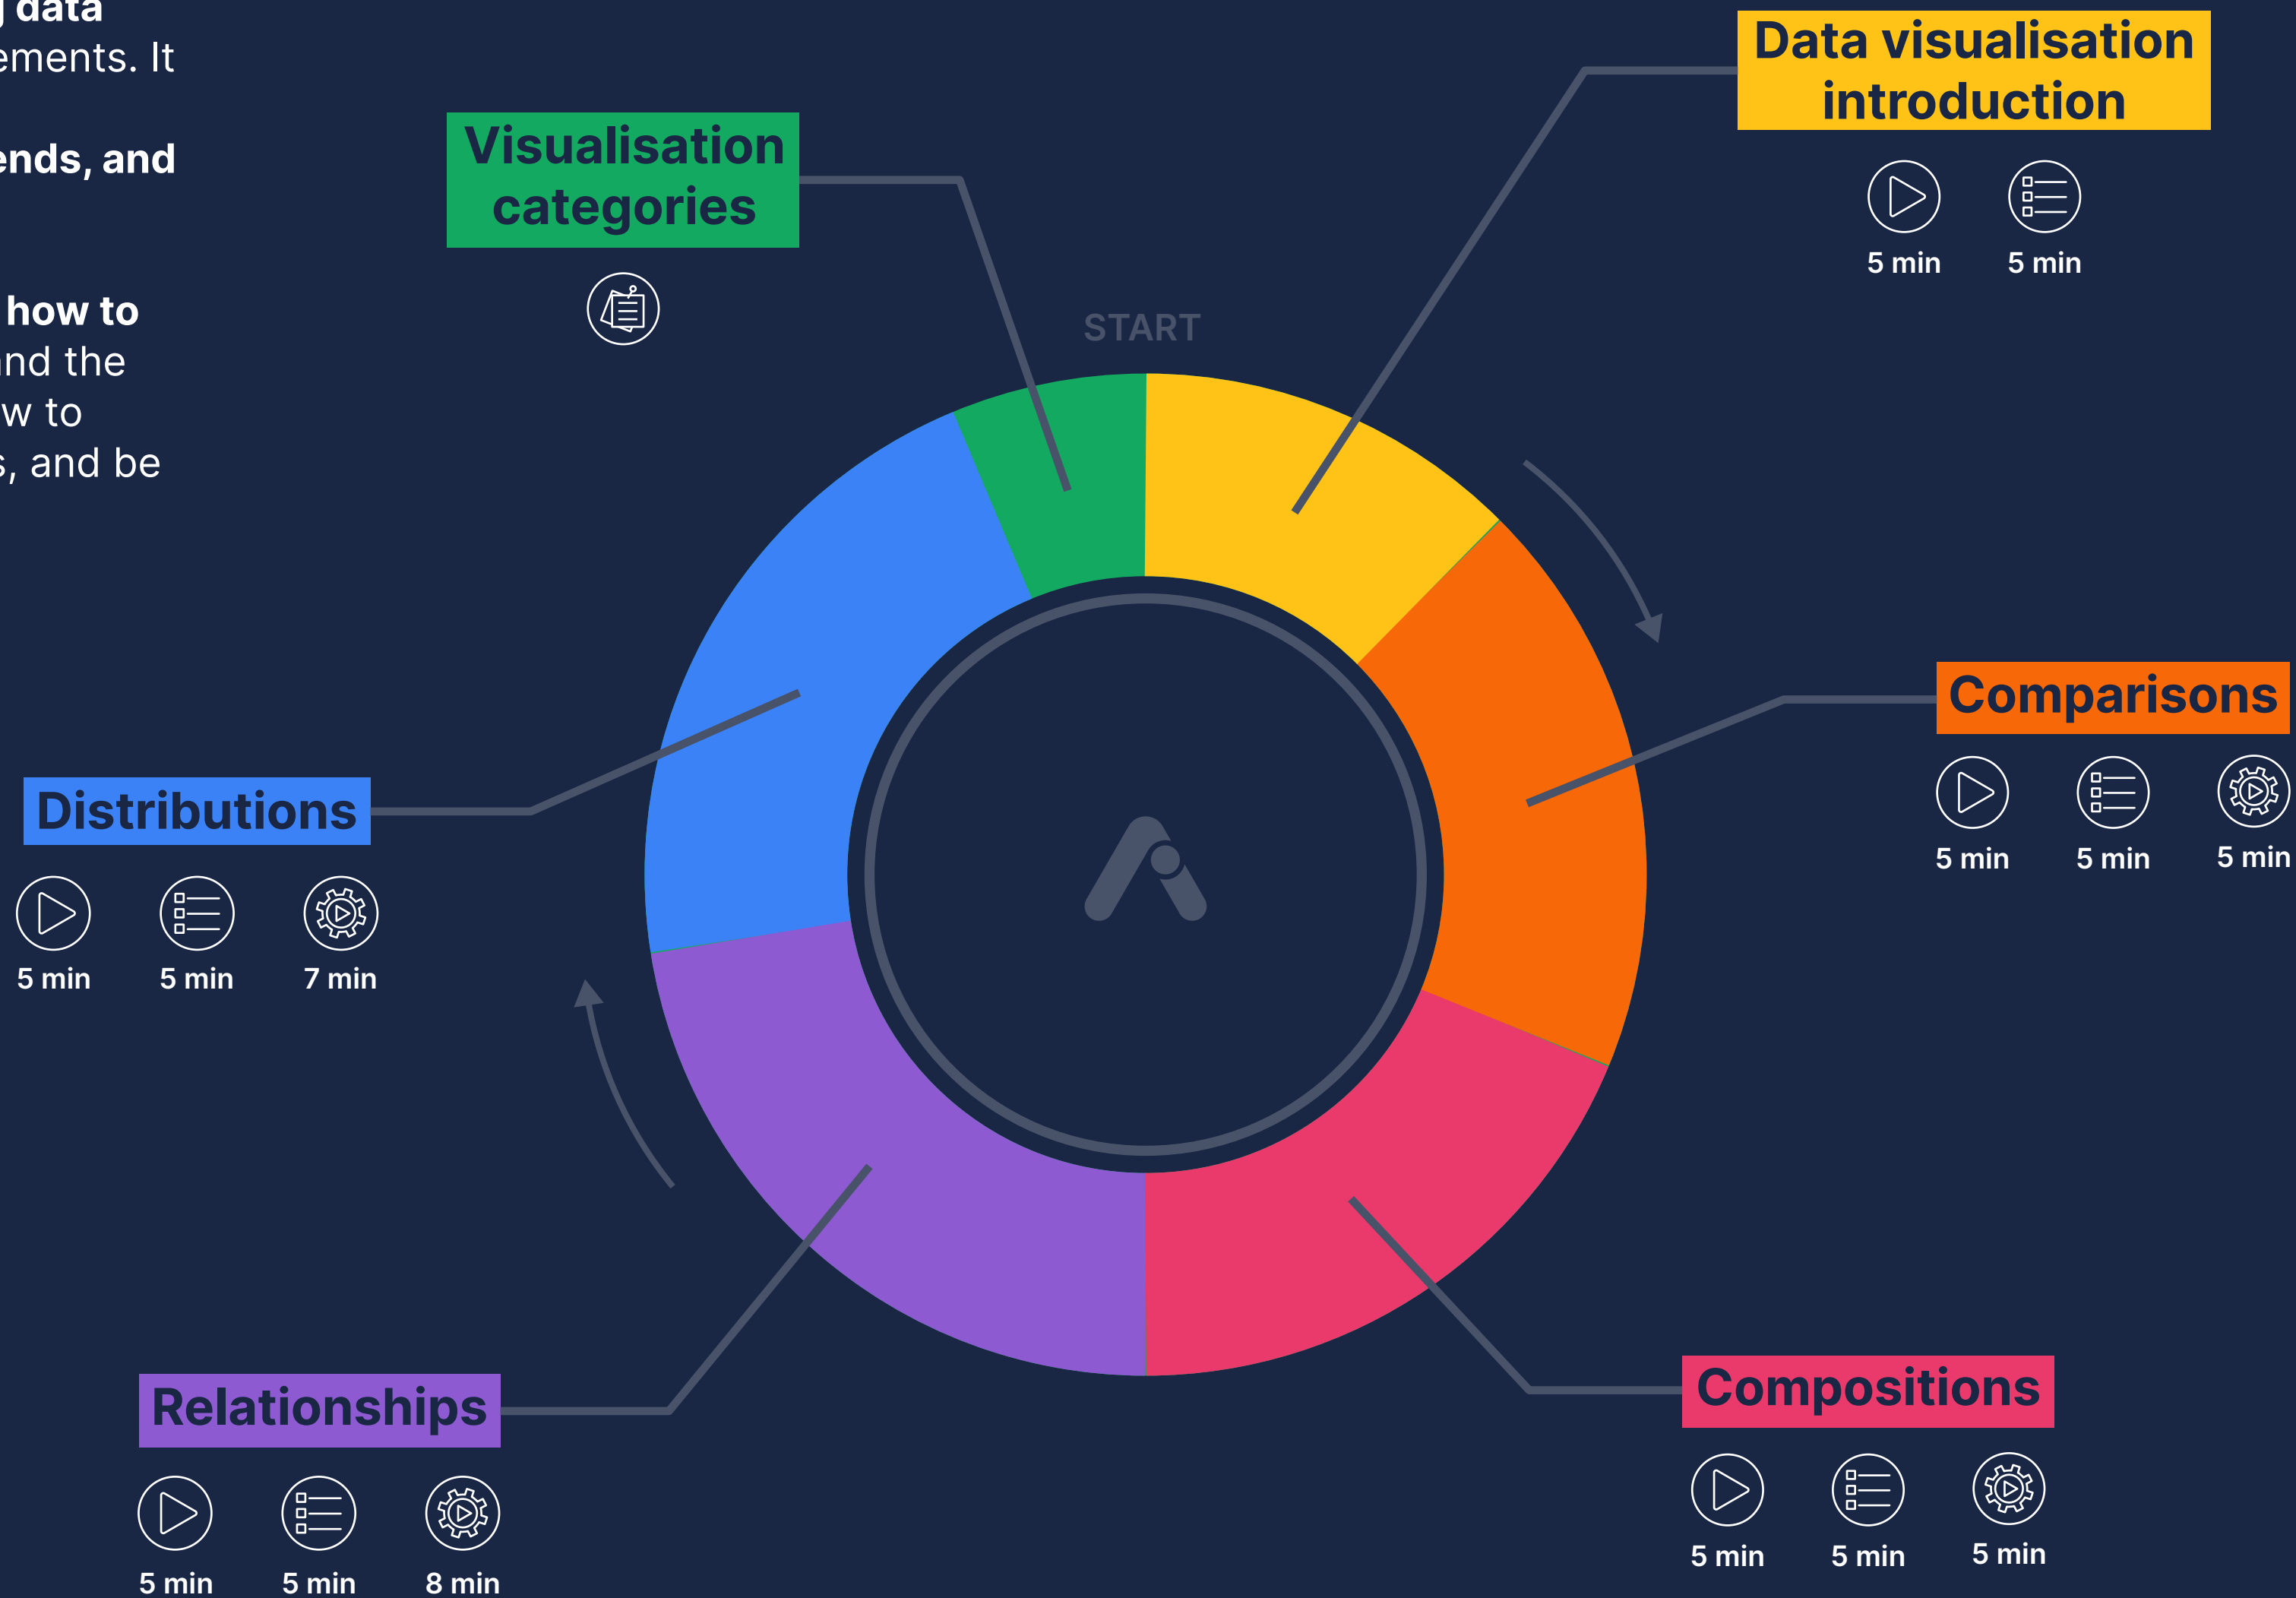 data
ements. It
ends, and
how to
and the
w to
s, and be
Visualisation
categories
Data visualisation
introduction
5 min
5 min
START
Comparisons
5 min
5 min
5 min
Distributions
5 min
5 min
7 min
Relationships
5 min
5 min
8 min
Compositions
5 min
5 min
5 min